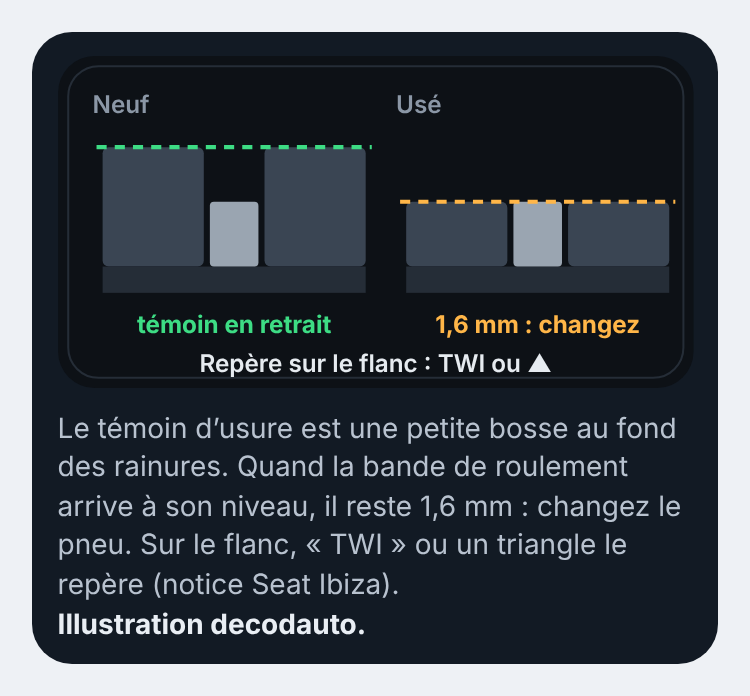 Neuf
Usé
témoin en retrait
1,6 mm : changez
Repère sur le flanc : TWI ou ▲
Le témoin d’usure est une petite bosse au fond
des rainures. Quand la bande de roulement
arrive à son niveau, il reste 1,6 mm : changez le
pneu. Sur le flanc, « TWI » ou un triangle le
repère (notice Seat Ibiza).
Illustration decodauto.